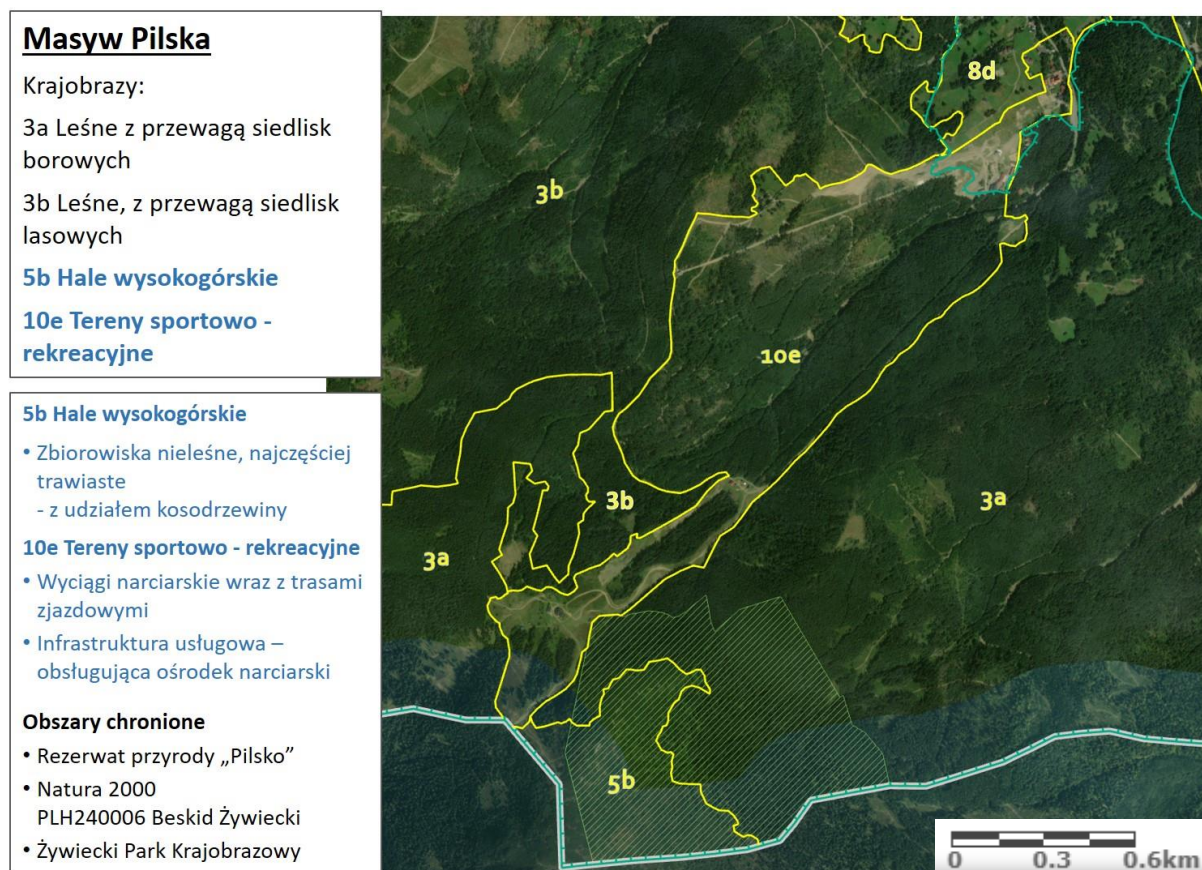 Masyw Pilska
Krajobrazy:
3a Leśne z przewagą siedlisk
borowych
3b Leśne, z przewagą siedlisk
lasowych
5b Hale wysokogórskie
10e Tereny sportowo -
rekreacyjne
5b Hale wysokogórskie
• Zbiorowiska nieleśne, najczęściej
trawiaste
- z udziałem kosodrzewiny
10e Tereny sportowo - rekreacyjne
• Wyciągi narciarskie wraz z trasami
zjazdowymi
• Infrastruktura usługowa –
obsługująca ośrodek narciarski
Obszary chronione
• Rezerwat przyrody „Pilsko”
• Natura 2000
PLH240006 Beskid Żywiecki
• Żywiecki Park Krajobrazowy
8d
3b
10e
3b
3a
3a
5b
0 0.3 0.6km